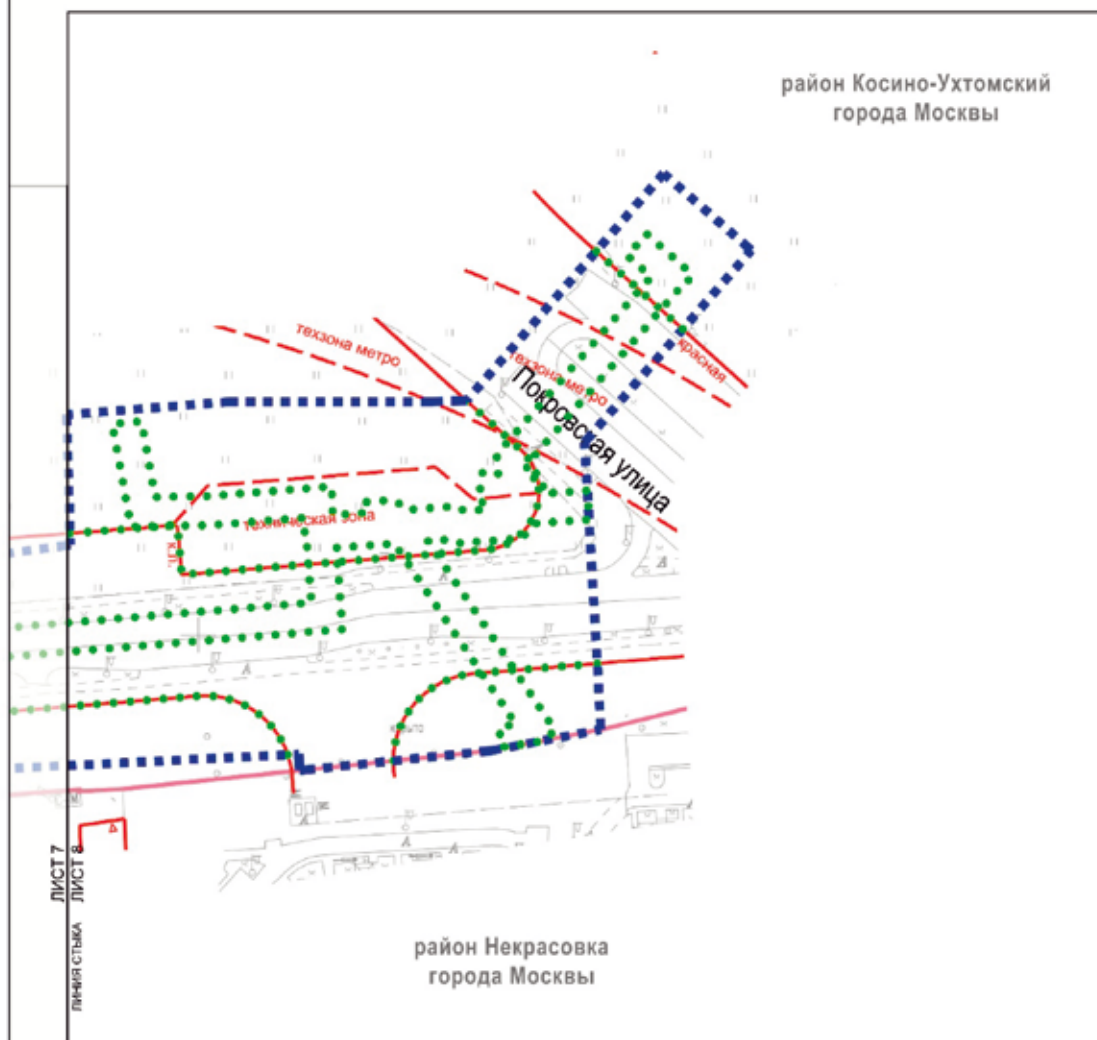 район Косино-Ухтомский
города Москвы
техзона метро
красная
техзона метро
Покровская улица
техническая зона
к.л.
ЛИСТ 7
ЛИСТ 8
ЛИНИЯ СТЫКА
район Некрасовка
города Москвы